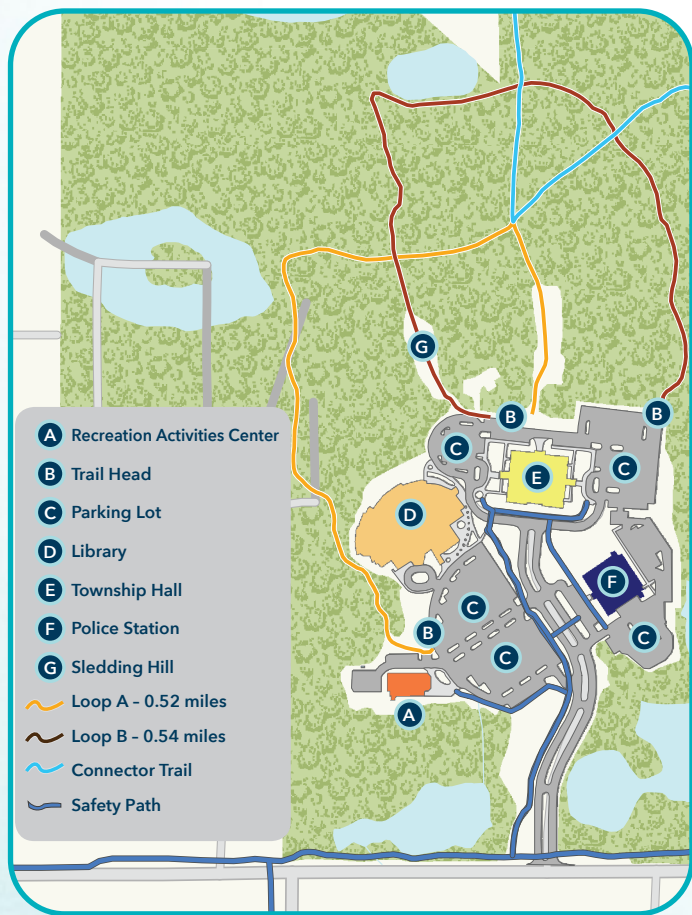 G
B
B
C
E
C
D
F
C
B
C
C
A
A Recreation Activities Center
B Trail Head
C Parking Lot
D Library
E Township Hall
F Police Station
G Sledding Hill
Loop A – 0.52 miles
Loop B – 0.54 miles
Connector Trail
Safety Path